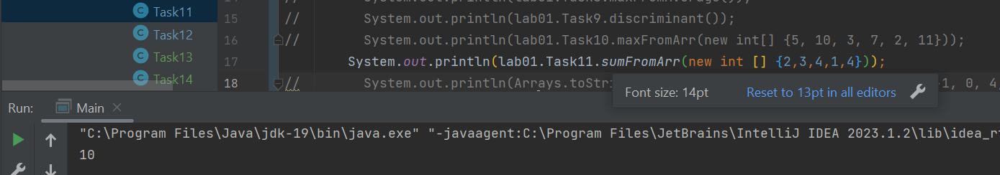 Task11
Task12
Task13
Task14
15 // System.out.println(lab01.Task9.discriminant());
16 // System.out.println(lab01.Task10.maxFromArr(new int[] {5, 10, 3, 7, 2, 11}));
17 System.out.println(lab01.Task11.sumFromArr(new int [] {2,3,4,1,4}));
18 // System.out.println(Arrays.toStri 1, 0, 4,
Font size: 14pt Reset to 13pt in all editors
Run: Main
"C:\Program Files\Java\jdk-19\bin\java.exe" "-javaagent:C:\Program Files\JetBrains\IntelliJ IDEA 2023.1.2\lib\idea_r
10